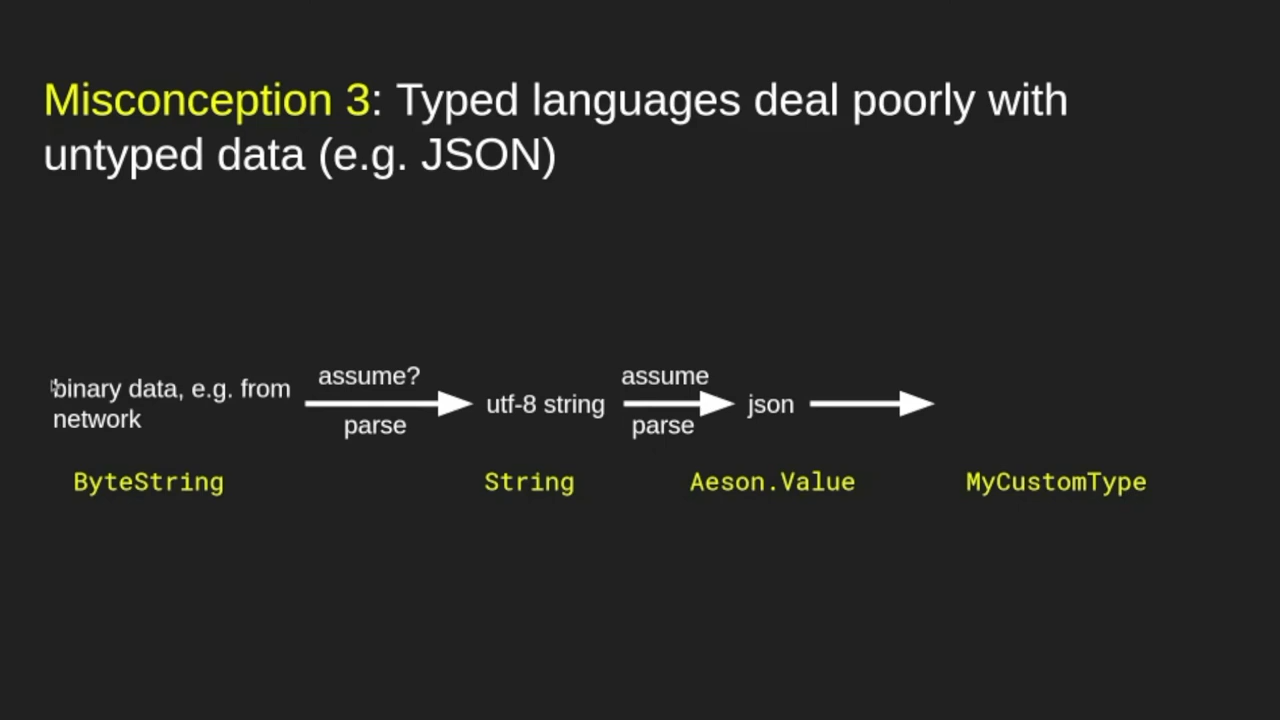 Misconception 3: Typed languages deal poorly with
untyped data (e.g. JSON)
assume?
assume
binary data, e.g. from
network
utf-8 string
json
parse
parse
ByteString
String
Aeson.Value
MyCustomType